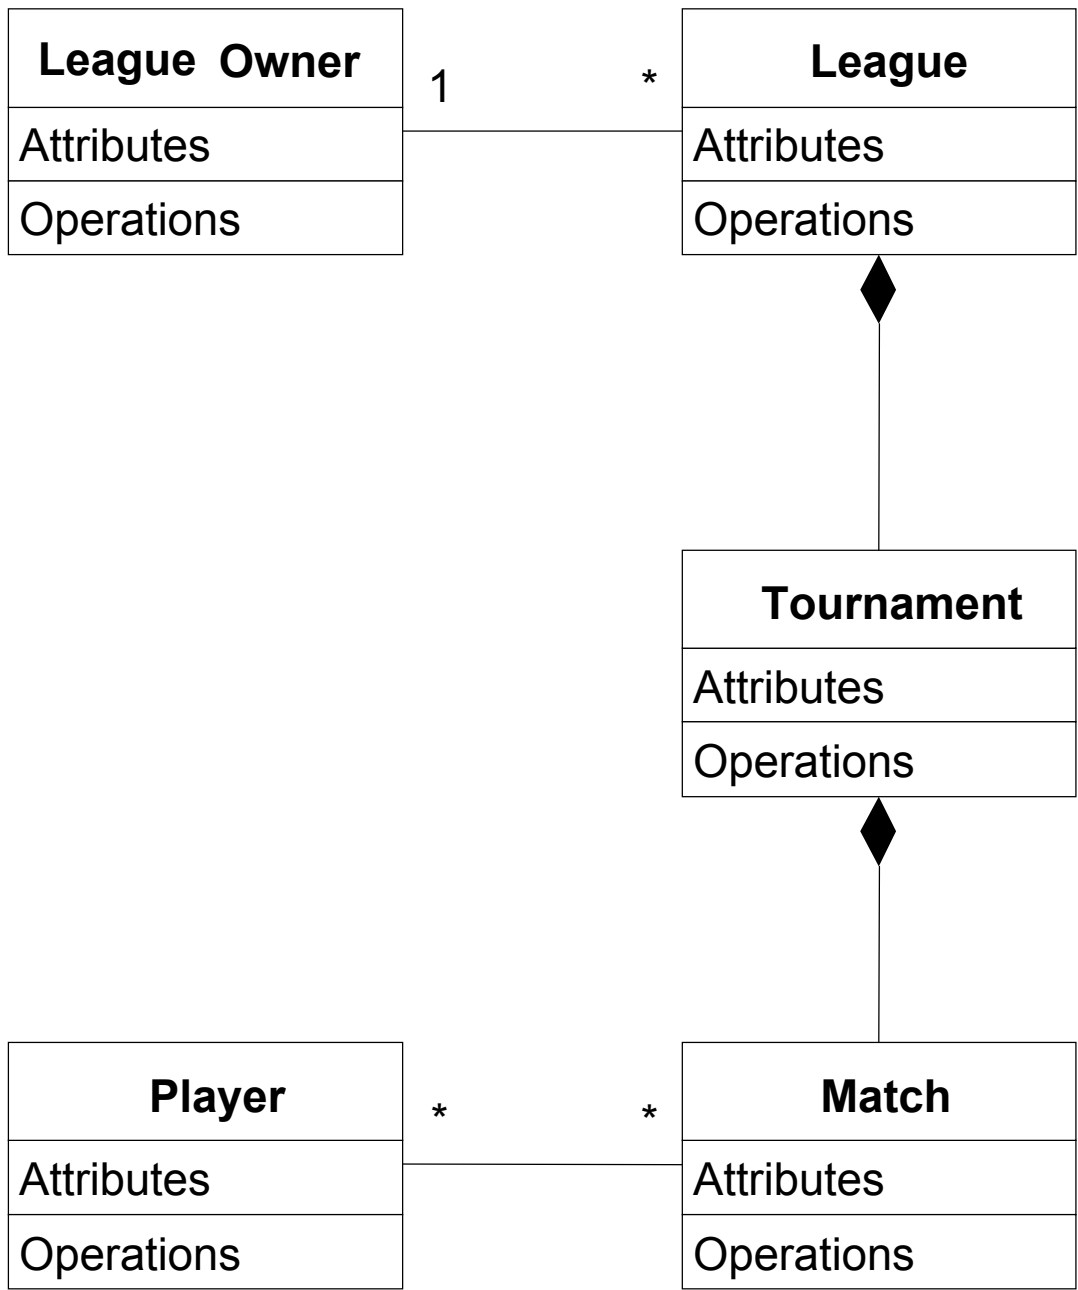 League Owner
Attributes
Operations
1 *
League
Attributes
Operations
Tournament
Attributes
Operations
Player
Attributes
Operations
* *
Match
Attributes
Operations